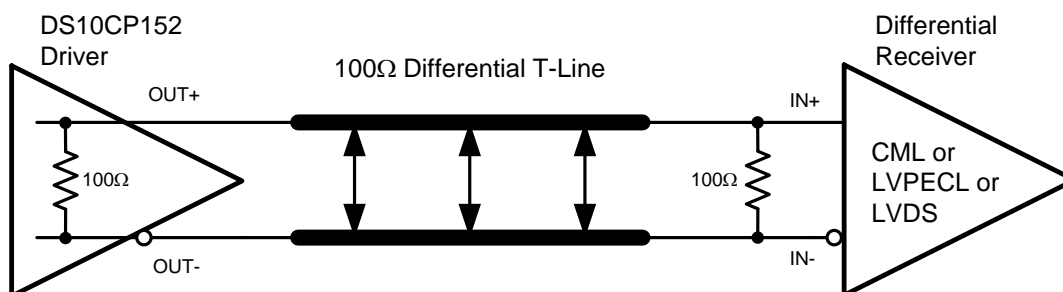 DS10CP152
Driver
Differential
Receiver
100Ω Differential T-Line
OUT+
IN+
100Ω
100Ω
CML or
LVPECL or
LVDS
OUT-
IN-